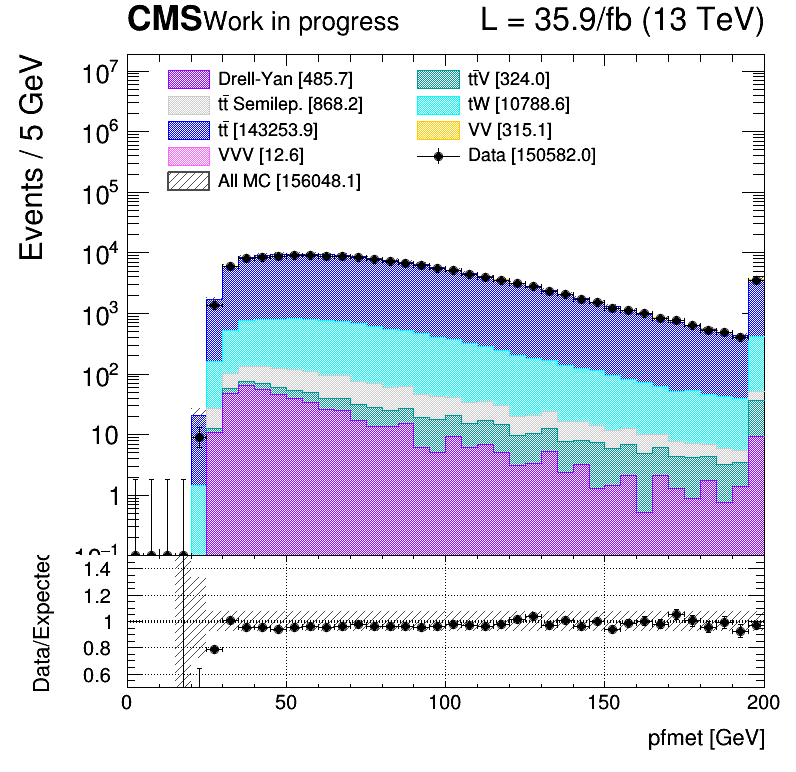 CMS Work in progress L = 35.9/fb (13 TeV)
Events / 5 GeV
10⁷
10⁶
10⁵
10⁴
10³
10²
10
1
10⁻¹
Drell-Yan [485.7]
tt̄ Semilep. [868.2]
tt̄ [143253.9]
VVV [12.6]
All MC [156048.1]
tt̄V [324.0]
tW [10788.6]
VV [315.1]
Data [150582.0]
Data/Expected
1.4
1.2
1
0.8
0.6
0 50 100 150 200
pfmet [GeV]